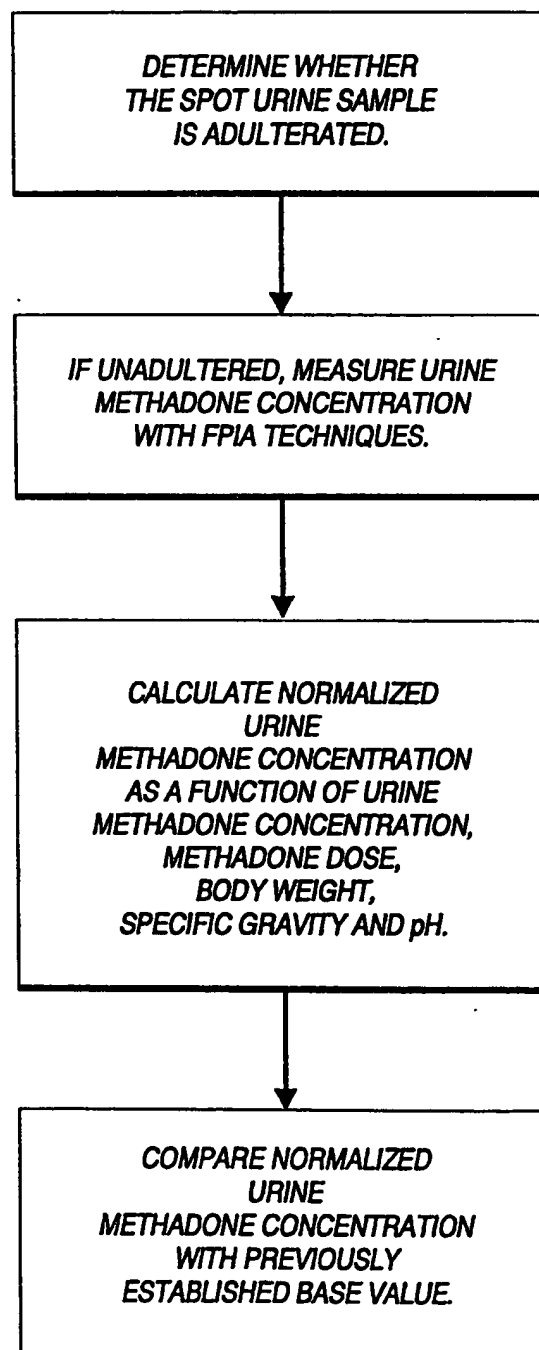 DETERMINE WHETHER
THE SPOT URINE SAMPLE
IS ADULTERATED.
IF UNADULTERED, MEASURE URINE
METHADONE CONCENTRATION
WITH FPIA TECHNIQUES.
CALCULATE NORMALIZED
URINE
METHADONE CONCENTRATION
AS A FUNCTION OF URINE
METHADONE CONCENTRATION,
METHADONE DOSE,
BODY WEIGHT,
SPECIFIC GRAVITY AND pH.
COMPARE NORMALIZED
URINE
METHADONE CONCENTRATION
WITH PREVIOUSLY
ESTABLISHED BASE VALUE.